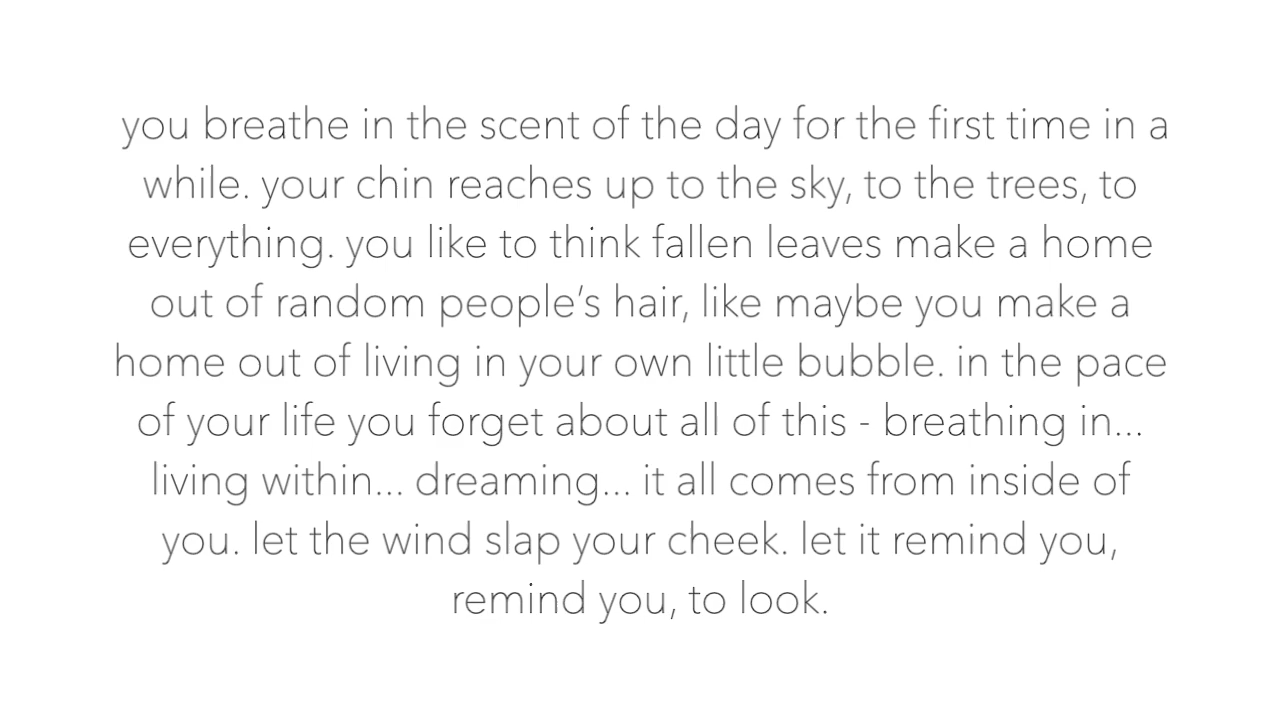 you breathe in the scent of the day for the first time in a
while. your chin reaches up to the sky, to the trees, to
everything. you like to think fallen leaves make a home
out of random people’s hair, like maybe you make a
home out of living in your own little bubble. in the pace
of your life you forget about all of this - breathing in...
living within... dreaming... it all comes from inside of
you. let the wind slap your cheek. let it remind you,
remind you, to look.